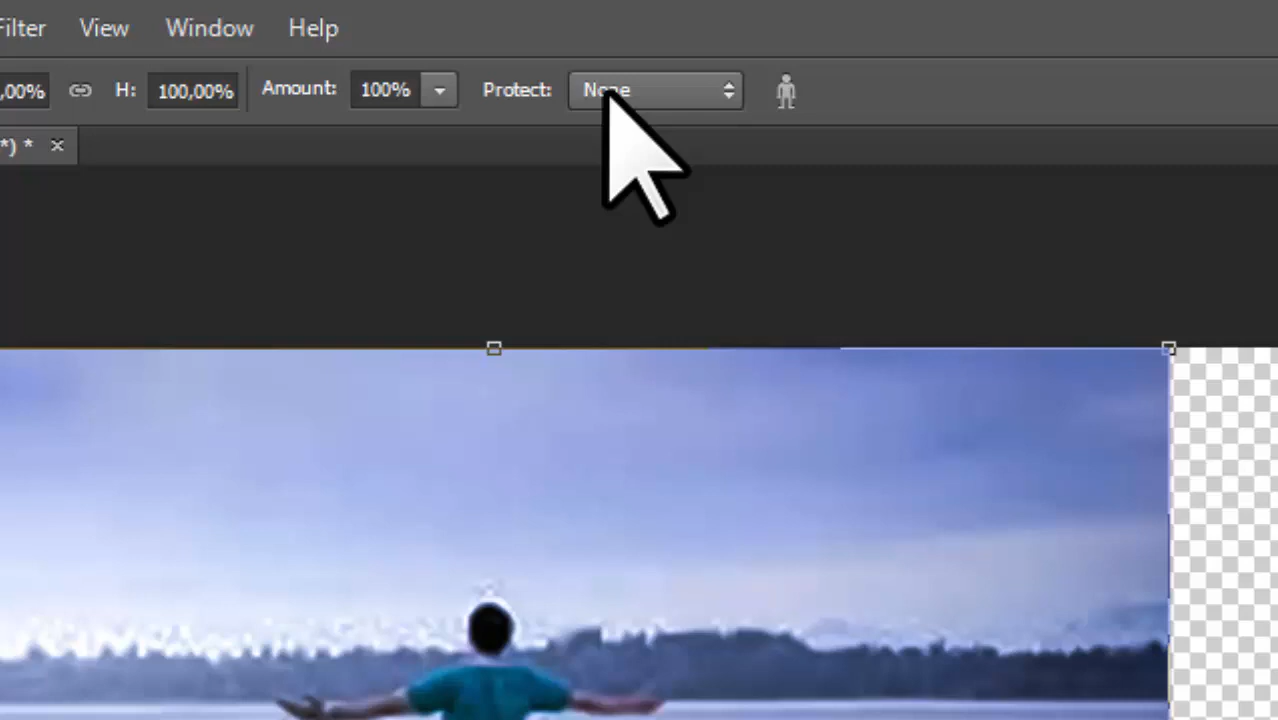 Filter View Window Help
,00% H: 100,00% Amount: 100% Protect: None
*) * ×